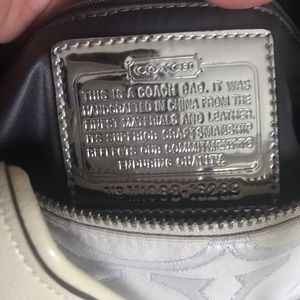 COACH
THIS IS A COACH BAG. IT WAS
HANDCRAFTED IN CHINA FROM THE
FINEST MATERIALS AND LEATHER.
ITS SUPERIOR CRAFTSMANSHIP
REFLECTS OUR COMMITMENT TO
ENDURING QUALITY.